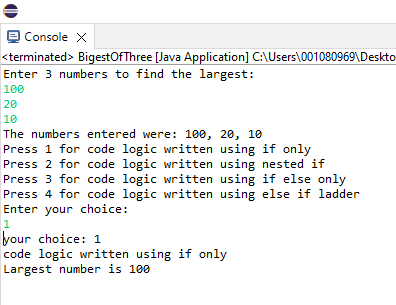 Console
<terminated> BigestOfThree [Java Application] C:\Users\001080969\Deskto
Enter 3 numbers to find the largest:
100
20
10
The numbers entered were: 100, 20, 10
Press 1 for code logic written using if only
Press 2 for code logic written using nested if
Press 3 for code logic written using if else only
Press 4 for code logic written using else if ladder
Enter your choice:
1
your choice: 1
code logic written using if only
Largest number is 100